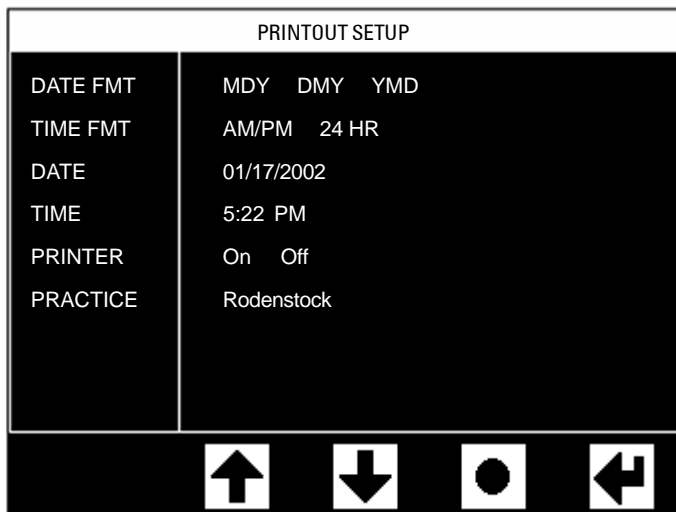 PRINTOUT SETUP
DATE FMT MDY DMY YMD
TIME FMT AM/PM 24 HR
DATE 01/17/2002
TIME 5:22 PM
PRINTER On Off
PRACTICE Rodenstock